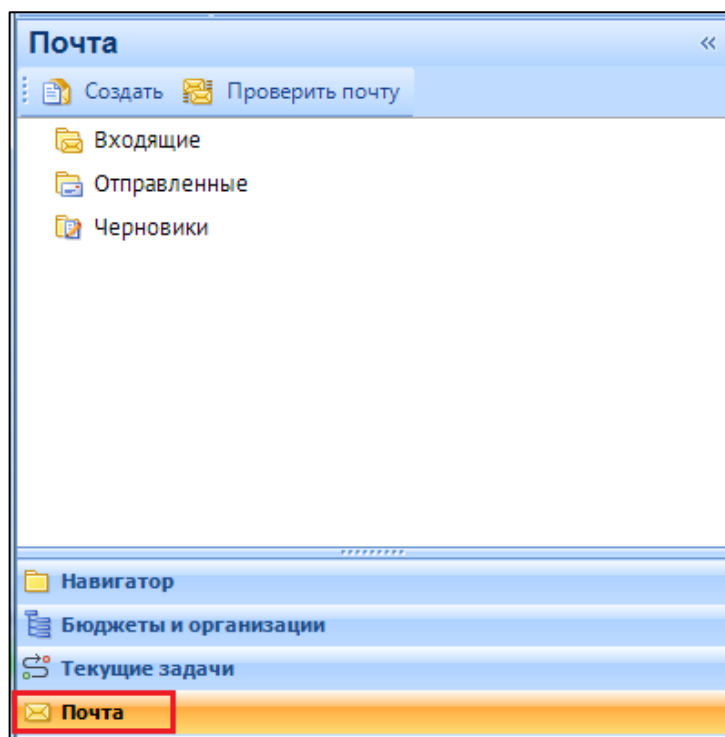 Почта
Создать Проверить почту
Входящие
Отправленные
Черновики
Навигатор
Бюджеты и организации
Текущие задачи
Почта